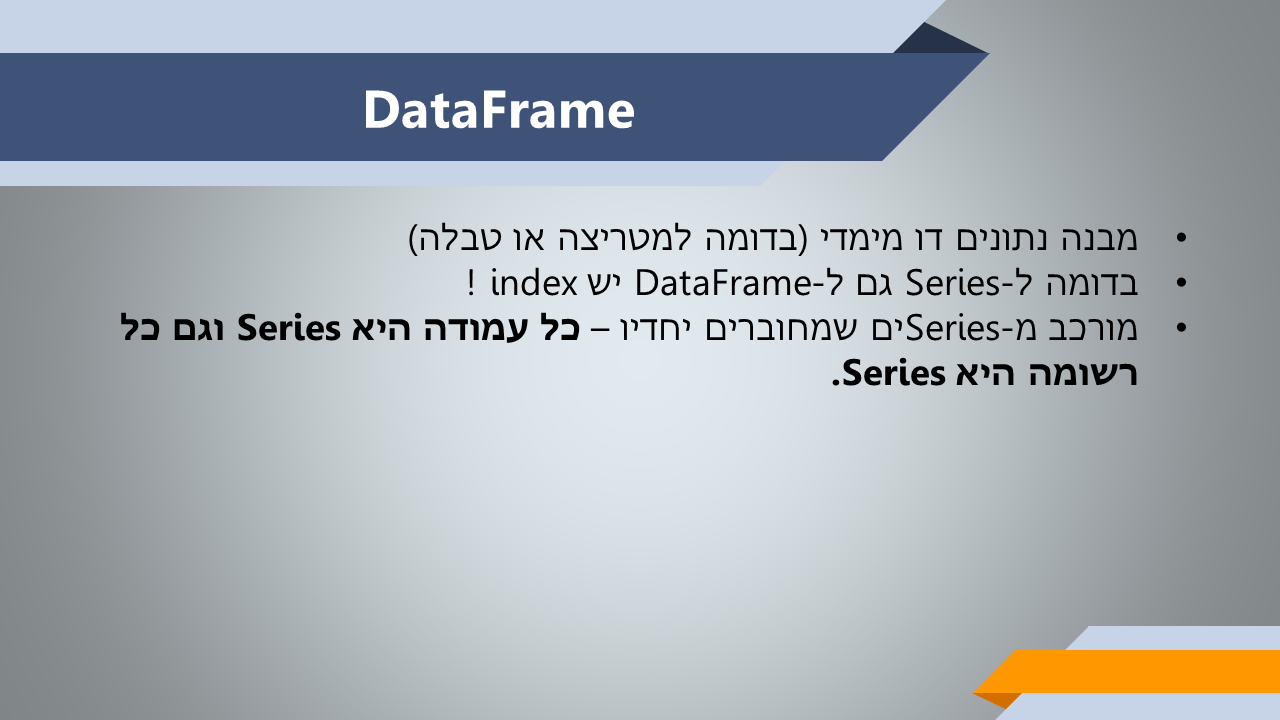 DataFrame
• מבנה נתונים דו מימדי (בדומה למטריצה או טבלה)
• בדומה ל-Series גם ל-DataFrame יש index !
• מורכב מ-Seriesים שמחוברים יחדיו – כל עמודה היא Series וגם כל
רשומה היא Series.